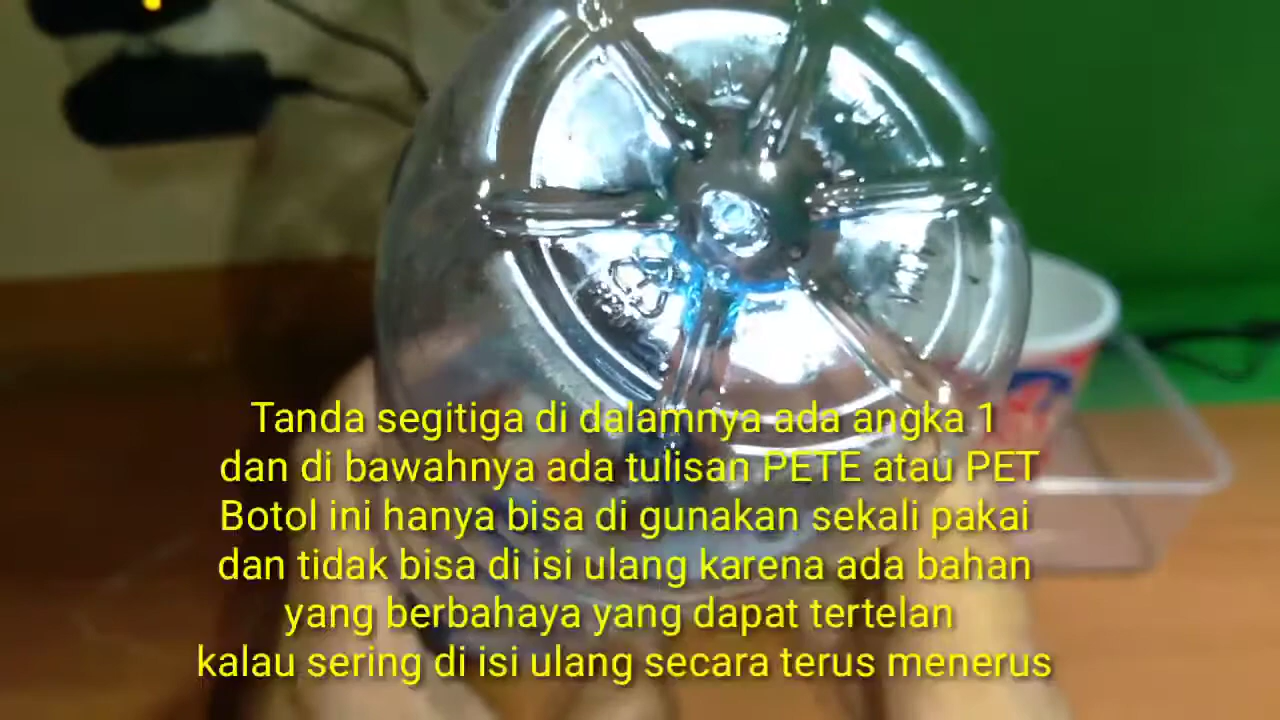 Tanda segitiga di dalamnya ada angka 1
dan di bawahnya ada tulisan PETE atau PET
Botol ini hanya bisa di gunakan sekali pakai
dan tidak bisa di isi ulang karena ada bahan
yang berbahaya yang dapat tertelan
kalau sering di isi ulang secara terus menerus